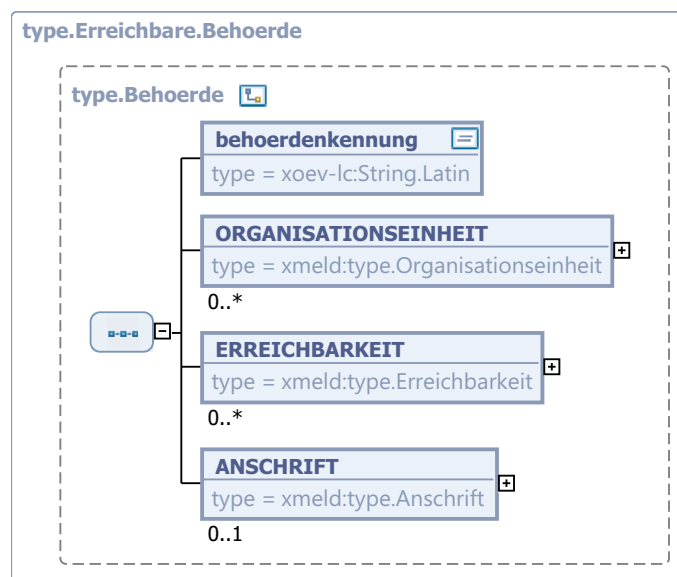 type.Erreichbare.Behoerde
type.Behoerde
behoerdenkennung
type = xoev-lc:String.Latin
ORGANISATIONSEINHEIT
type = xmeld:type.Organisationseinheit
0..*
ERREICHBARKEIT
type = xmeld:type.Erreichbarkeit
0..*
ANSCHRIFT
type = xmeld:type.Anschrift
0..1